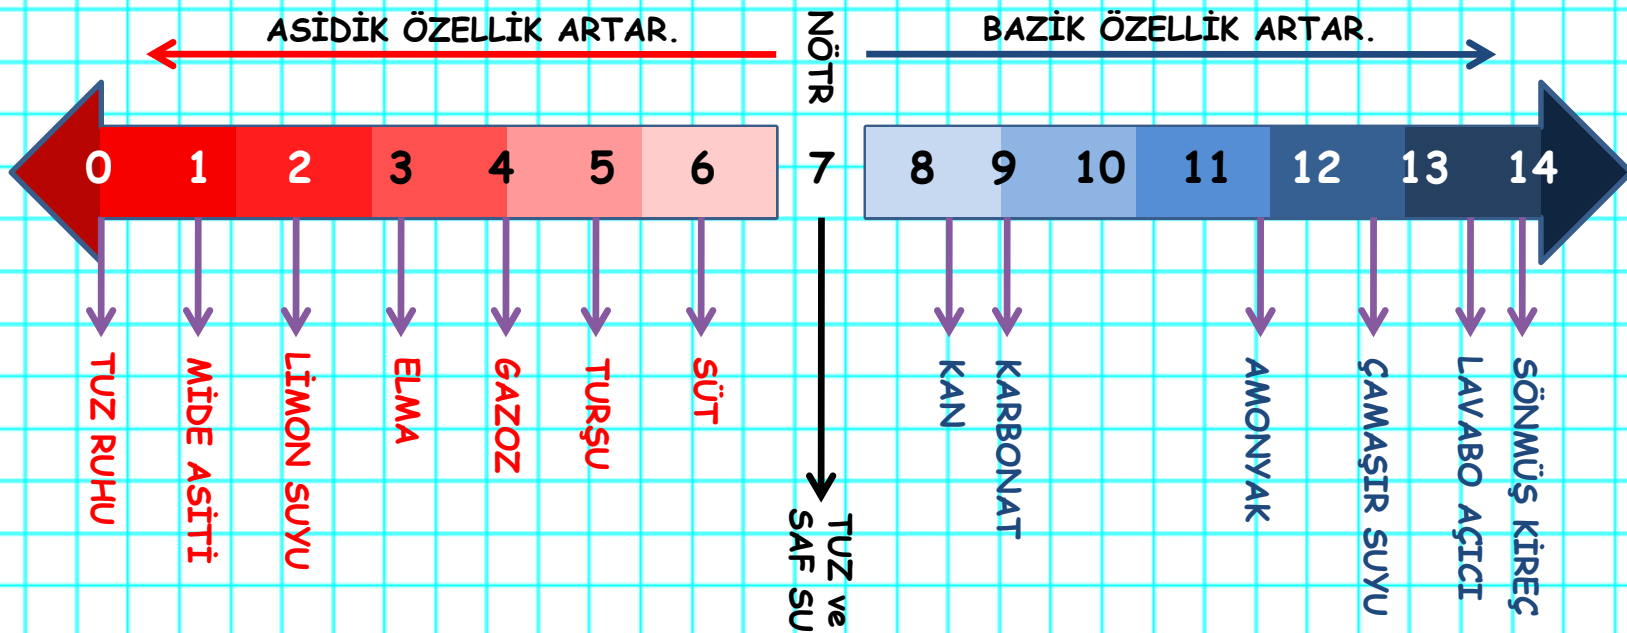 ASİDİK ÖZELLİK ARTAR.
NÖTR
BAZİK ÖZELLİK ARTAR.
0 1 2 3 4 5 6 7 8 9 10 11 12 13 14
TUZ RUHU
MİDE ASİTİ
LİMON SUYU
ELMA
GAZOZ
TURŞU
SÜT
TUZ ve
SAF SU
KAN
KARBONAT
AMONYAK
ÇAMAŞIR SUYU
LAVABO AÇICI
SÖNMÜŞ KİREÇ